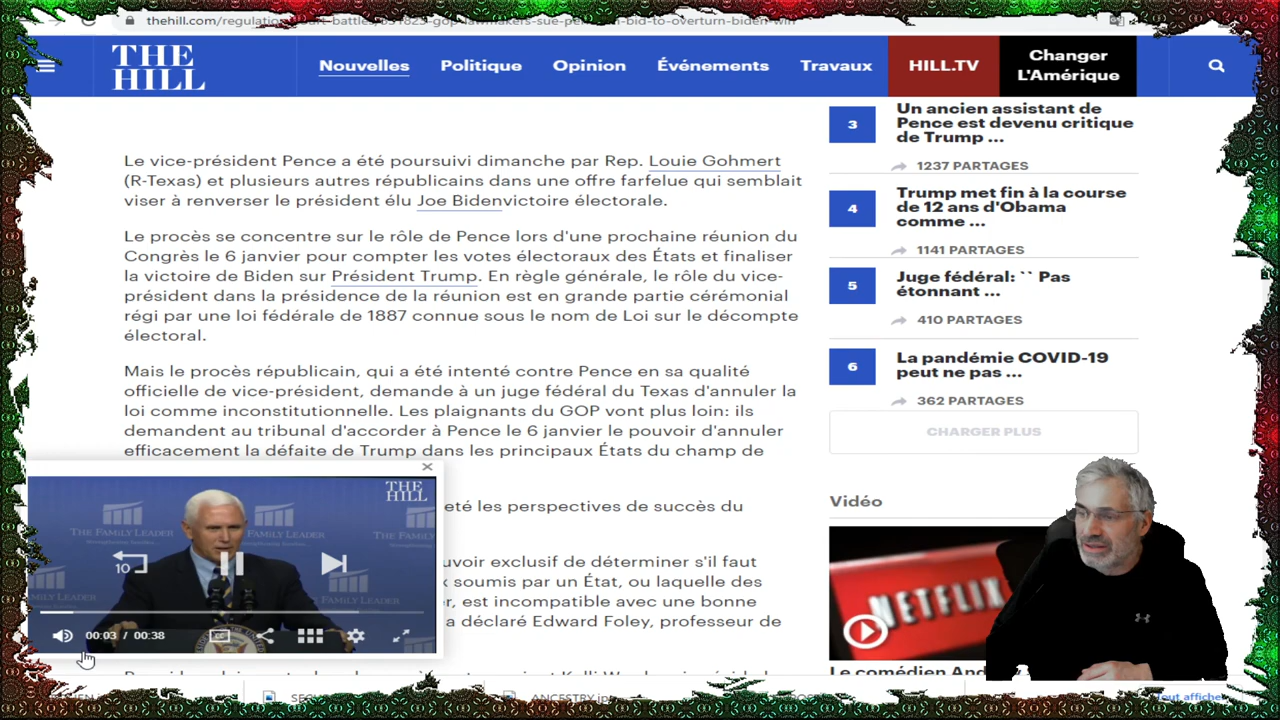 thehill.com/regulation/court-battles/531823-gop-lawmakers-sue-pence-in-bid-to-overturn-biden-win
THE
HILL
Nouvelles
Politique
Opinion
Événements
Travaux
HILL.TV
Changer
L'Amérique
Le vice-président Pence a été poursuivi dimanche par Rep. Louie Gohmert
(R-Texas) et plusieurs autres républicains dans une offre farfelue qui semblait
viser à renverser le président élu Joe Bidenvictoire électorale.
Le procès se concentre sur le rôle de Pence lors d'une prochaine réunion du
Congrès le 6 janvier pour compter les votes électoraux des États et finaliser
la victoire de Biden sur Président Trump. En règle générale, le rôle du vice-
président dans la présidence de la réunion est en grande partie cérémonial
régi par une loi fédérale de 1887 connue sous le nom de Loi sur le décompte
électoral.
Mais le procès républicain, qui a été intenté contre Pence en sa qualité
officielle de vice-président, demande à un juge fédéral du Texas d'annuler la
loi comme inconstitutionnelle. Les plaignants du GOP vont plus loin: ils
demandent au tribunal d'accorder à Pence le 6 janvier le pouvoir d'annuler
efficacement la défaite de Trump dans les principaux États du champ de
eté les perspectives de succès du
uvoir exclusif de déterminer s'il faut
x soumis par un État, ou laquelle des
er, est incompatible avec une bonne
a déclaré Edward Foley, professeur de
THE
HILL
THE FAMILY LEADER
THE FAMILY LEADER
10
00:03 / 00:38
CC
3
Un ancien assistant de
Pence est devenu critique
de Trump ...
1237 PARTAGES
4
Trump met fin à la course
de 12 ans d'Obama
comme ...
1141 PARTAGES
5
Juge fédéral: `` Pas
étonnant ...
410 PARTAGES
6
La pandémie COVID-19
peut ne pas ...
362 PARTAGES
CHARGER PLUS
Vidéo
NETFLIX
Le comédien And
ANCESTRY.jpg
Tout afficher